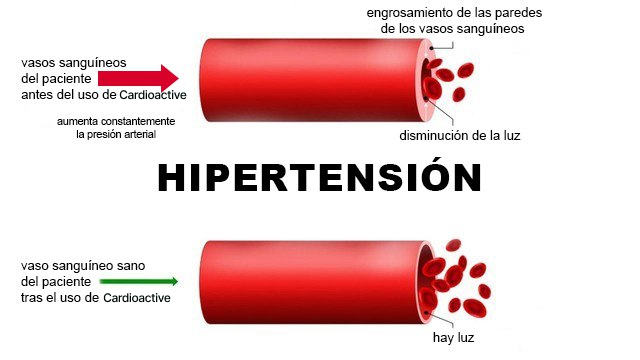 engrosamiento de las paredes
de los vasos sanguíneos
vasos sanguíneos
del paciente
antes del uso de Cardioactive
aumenta constantemente
la presión arterial
disminución de la luz
HIPERTENSIÓN
vaso sanguíneo sano
del paciente
tras el uso de Cardioactive
hay luz